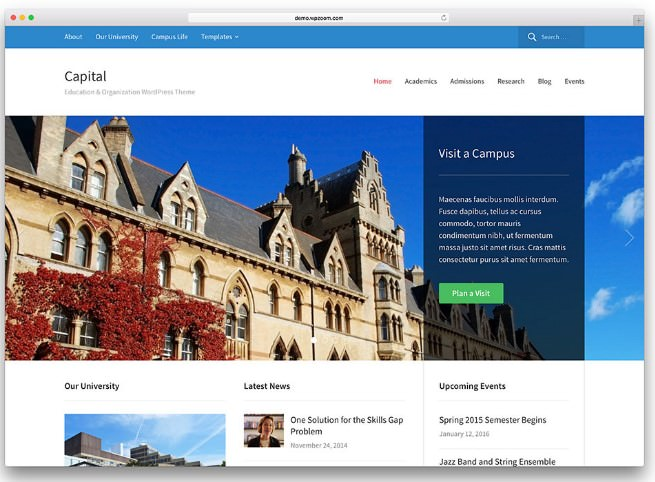 demo.wpzoom.com
About Our University Campus Life Templates
Search ...
Capital
Education & Organization WordPress Theme
Home Academics Admissions Research Blog Events
Visit a Campus
Maecenas faucibus mollis interdum.
Fusce dapibus, tellus ac cursus
commodo, tortor mauris
condimentum nibh, ut fermentum
massa justo sit amet risus. Cras mattis
consectetur purus sit amet fermentum.
Plan a Visit
Our University
Latest News
One Solution for the Skills Gap
Problem
November 24, 2014
Upcoming Events
Spring 2015 Semester Begins
January 12, 2016
Jazz Band and String Ensemble